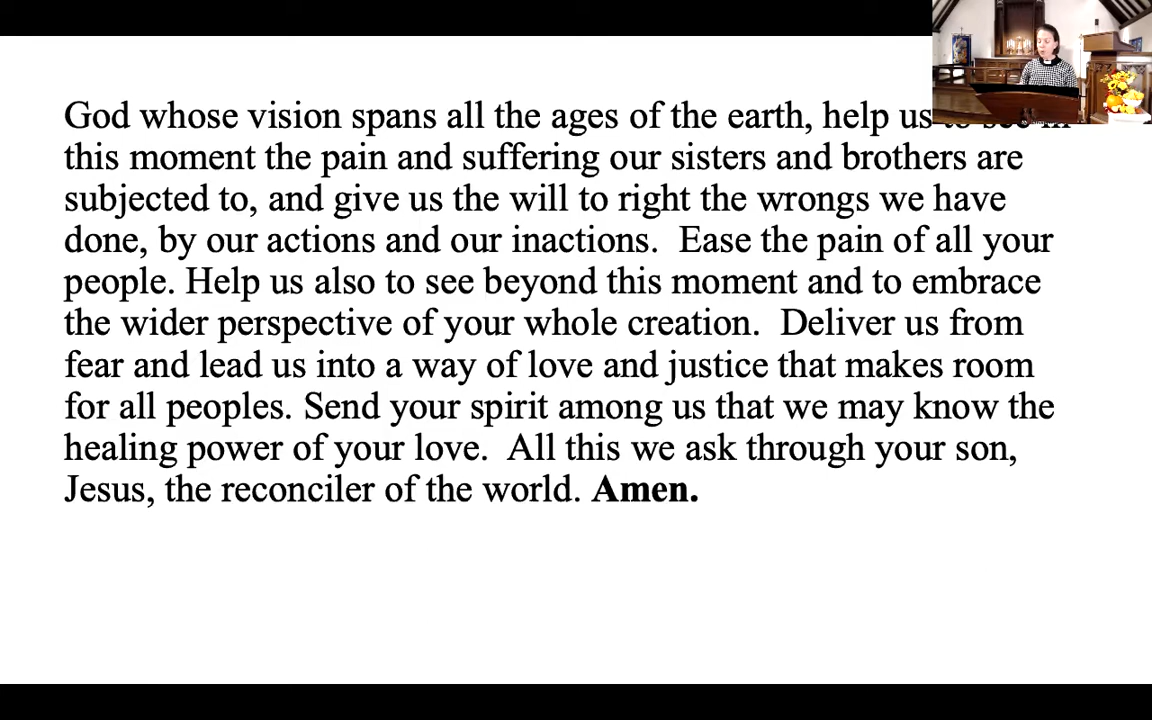 God whose vision spans all the ages of the earth, help us to see in
this moment the pain and suffering our sisters and brothers are
subjected to, and give us the will to right the wrongs we have
done, by our actions and our inactions.  Ease the pain of all your
people. Help us also to see beyond this moment and to embrace
the wider perspective of your whole creation.  Deliver us from
fear and lead us into a way of love and justice that makes room
for all peoples. Send your spirit among us that we may know the
healing power of your love.  All this we ask through your son,
Jesus, the reconciler of the world. Amen.